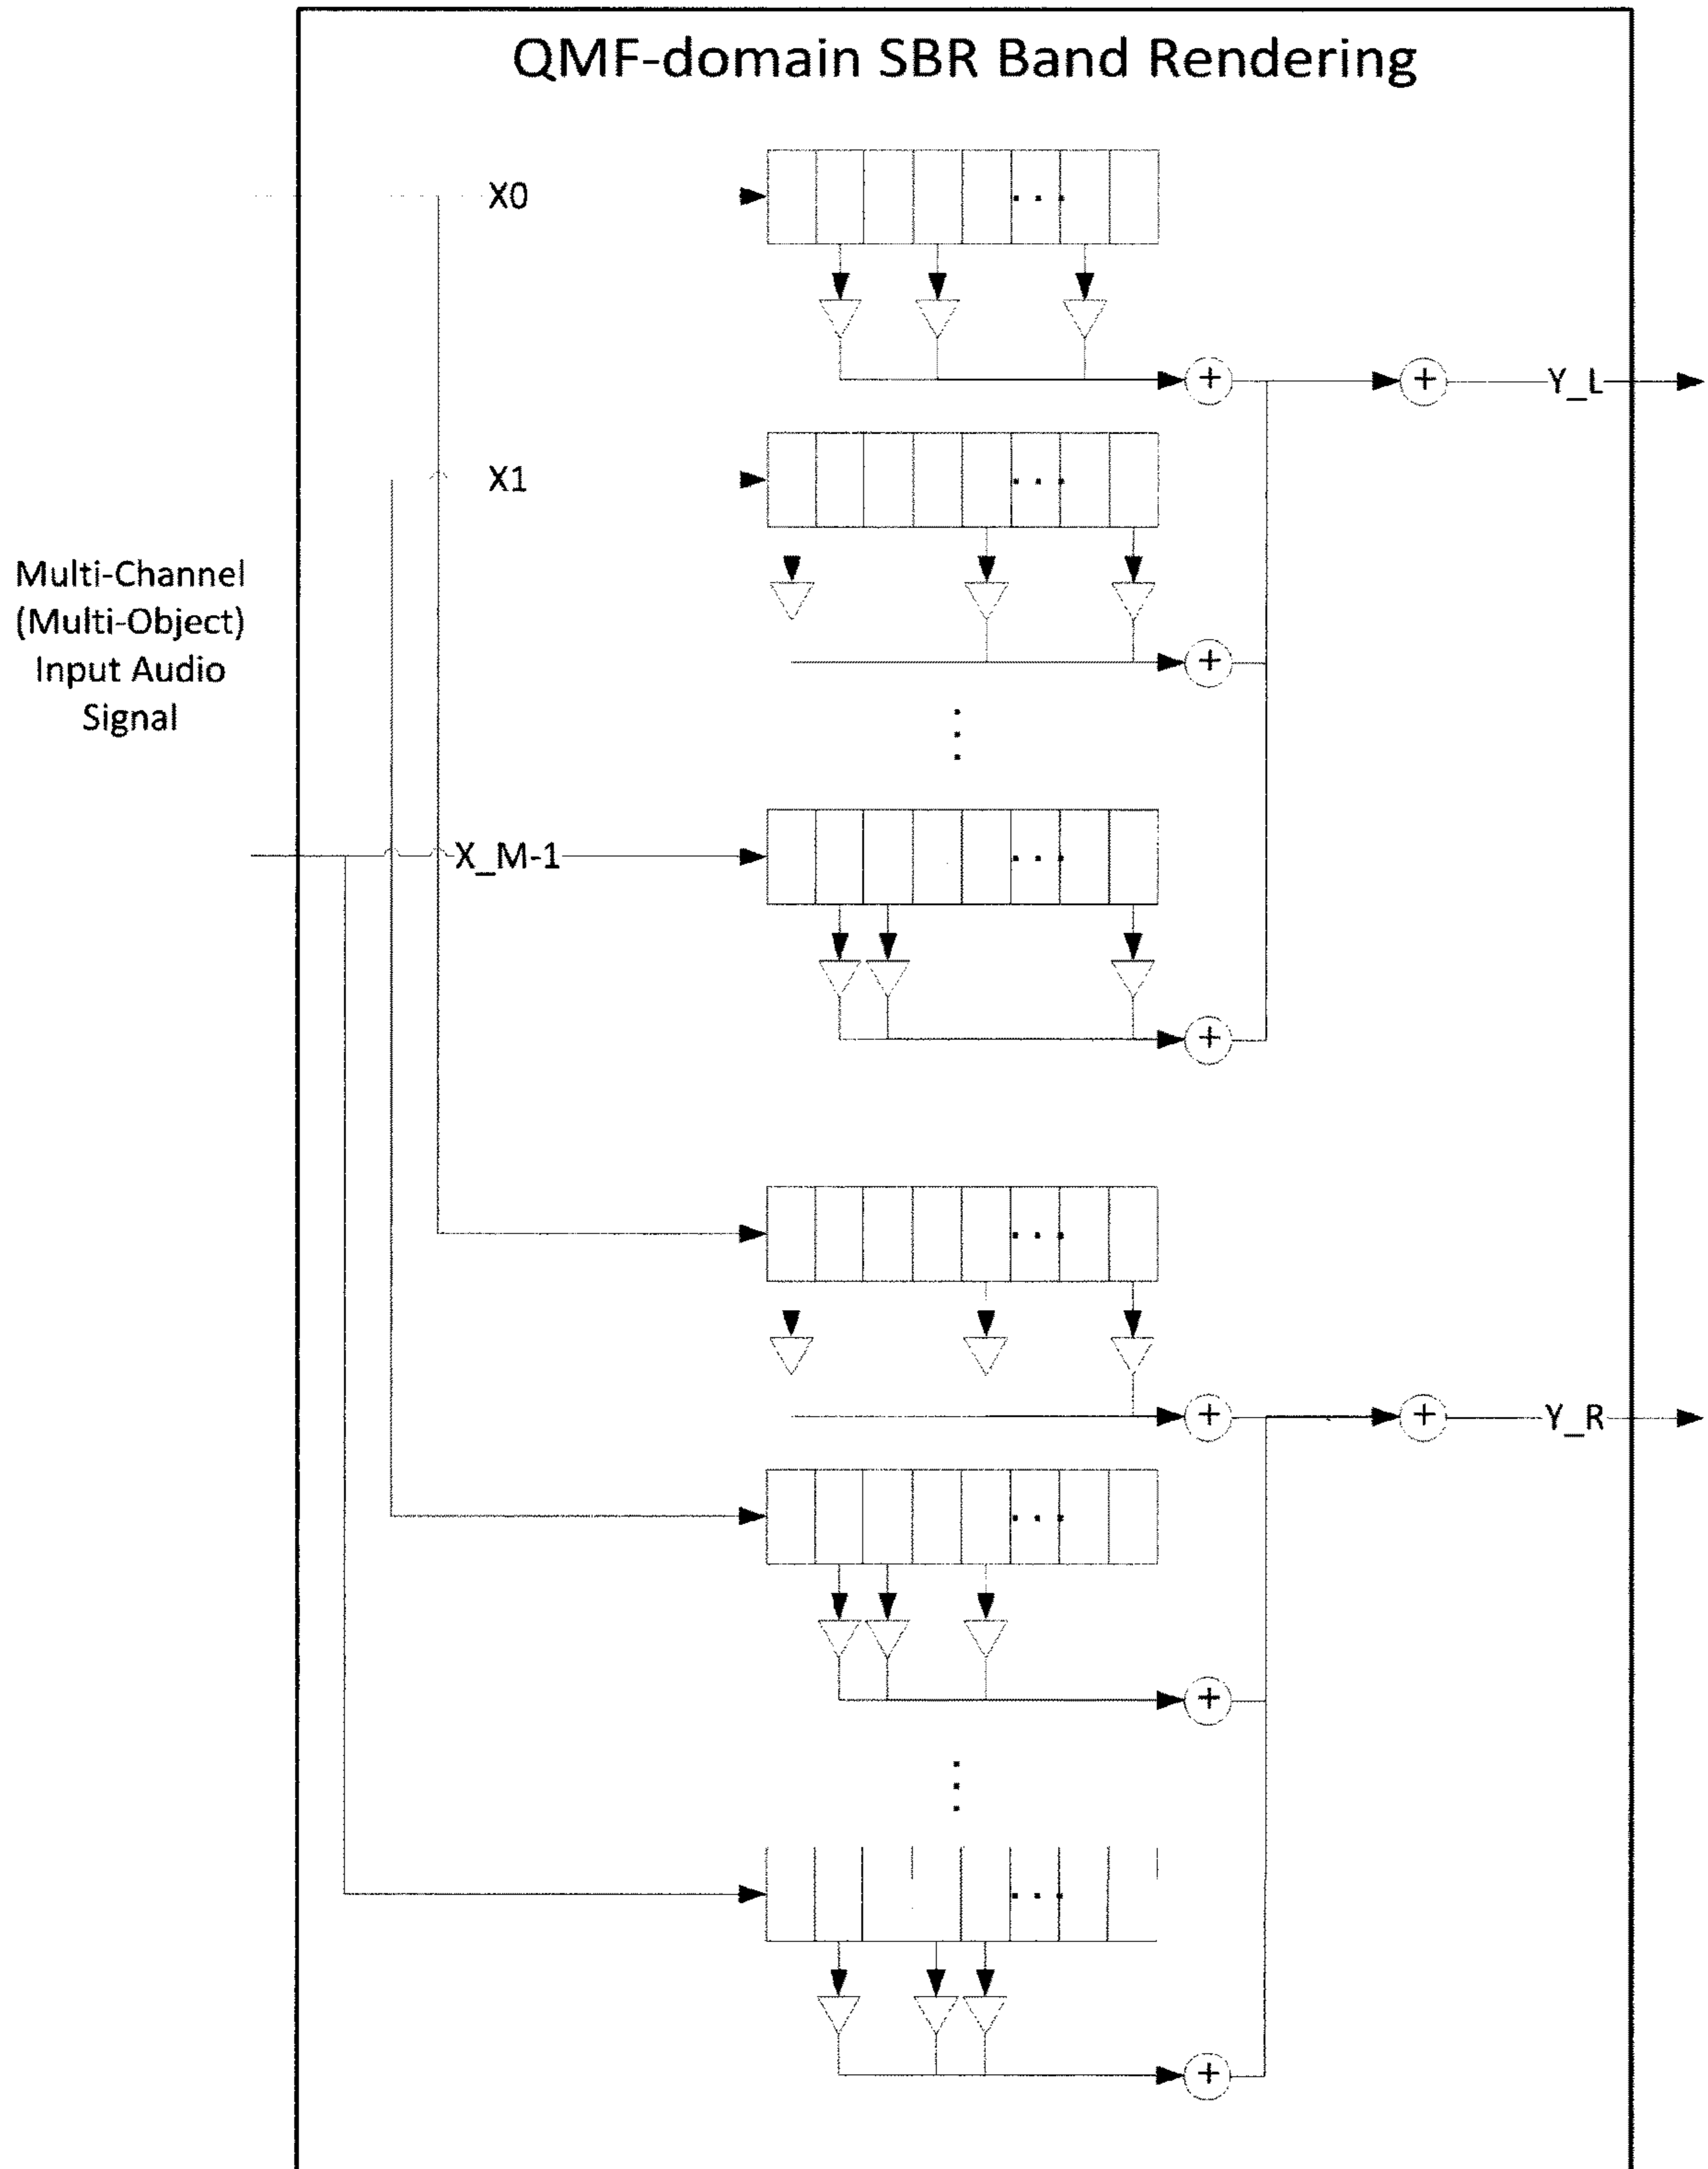 QMF-domain SBR Band Rendering
X0
+
+
Y_L
X1
Multi-Channel
(Multi-Object)
Input Audio
Signal
+
X_M-1
+
+
+
Y_R
+
+